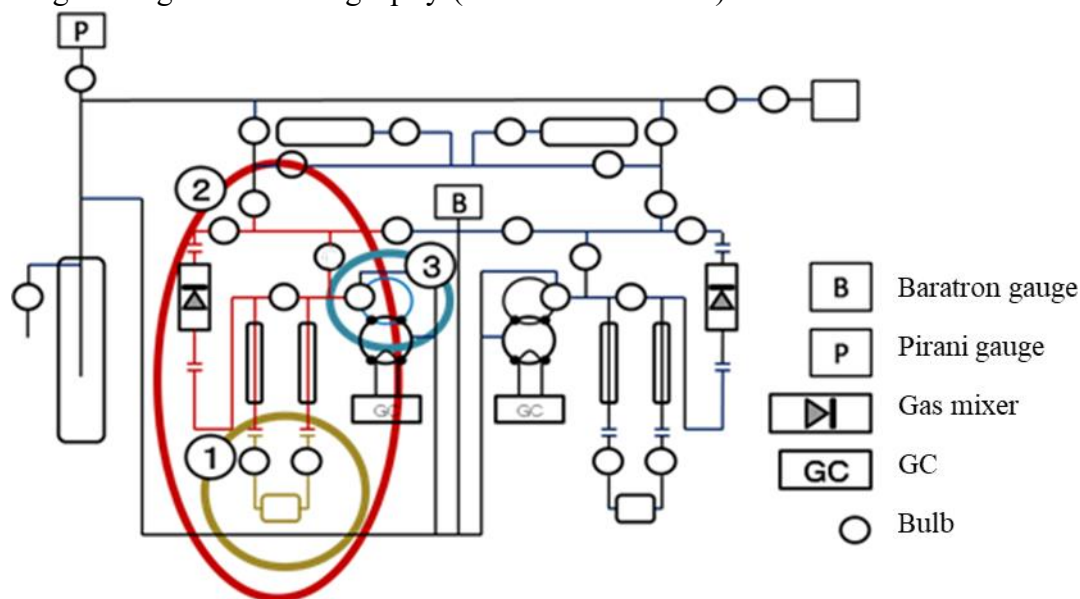 P
2
B
3
GC
GC
1
B Baratron gauge
P Pirani gauge
Gas mixer
GC GC
Bulb